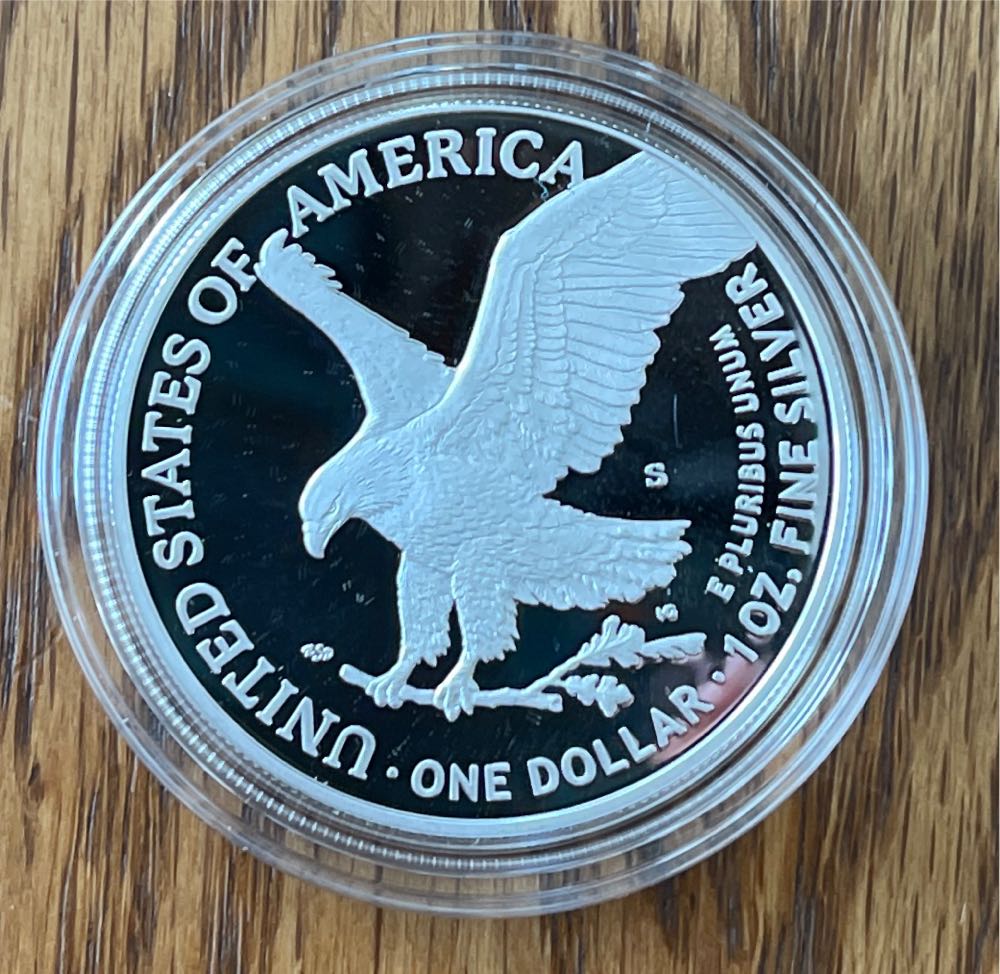 UNITED STATES OF AMERICA
S
E PLURIBUS UNUM
· ONE DOLLAR · 1 OZ. FINE SILVER